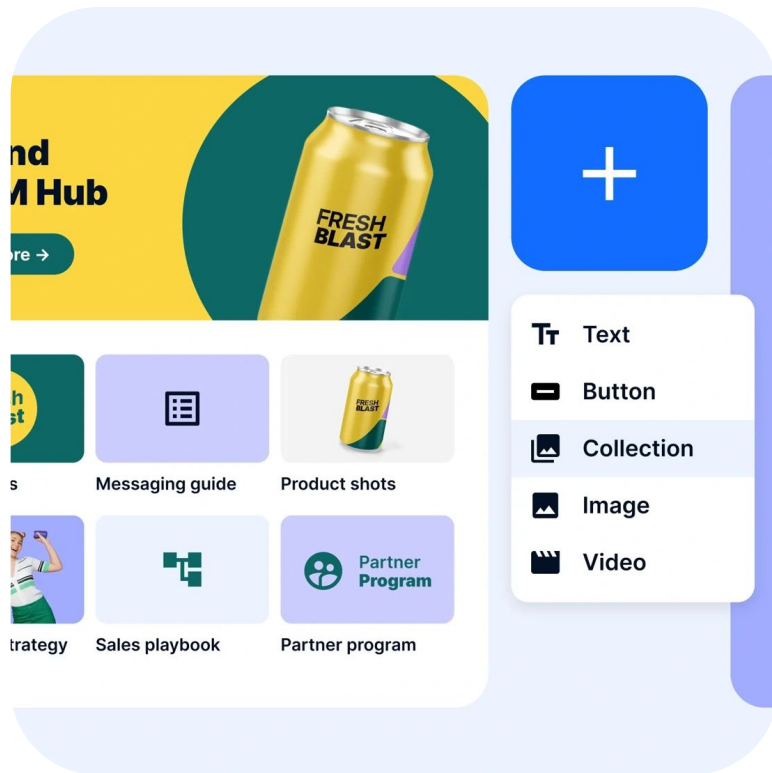 nd
M Hub
ore →
FRESH
BLAST
h
st
FRESH
BLAST
s
Messaging guide
Product shots
Partner
Program
trategy
Sales playbook
Partner program
Text
Button
Collection
Image
Video